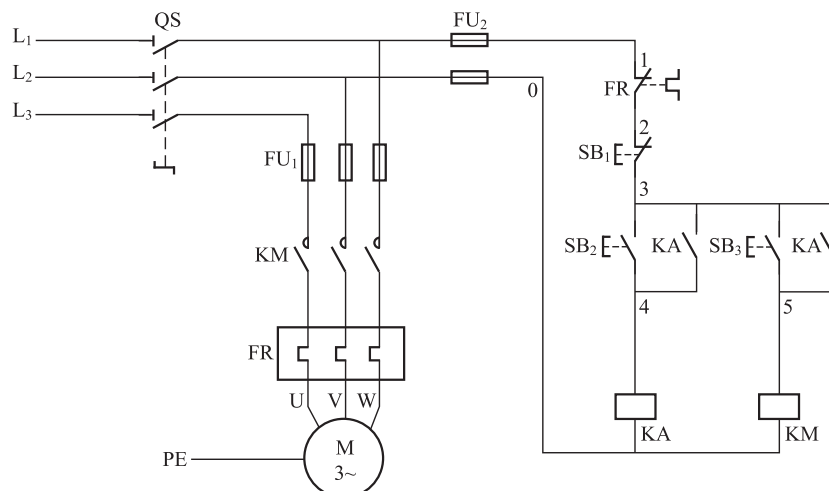 QS
FU₂
L₁
L₂
L₃
0
1
FR
2
SB₁
3
FU₁
KM
SB₂
KA
SB₃
KA
4
5
FR
U
V
W
KA
KM
M
3~
PE